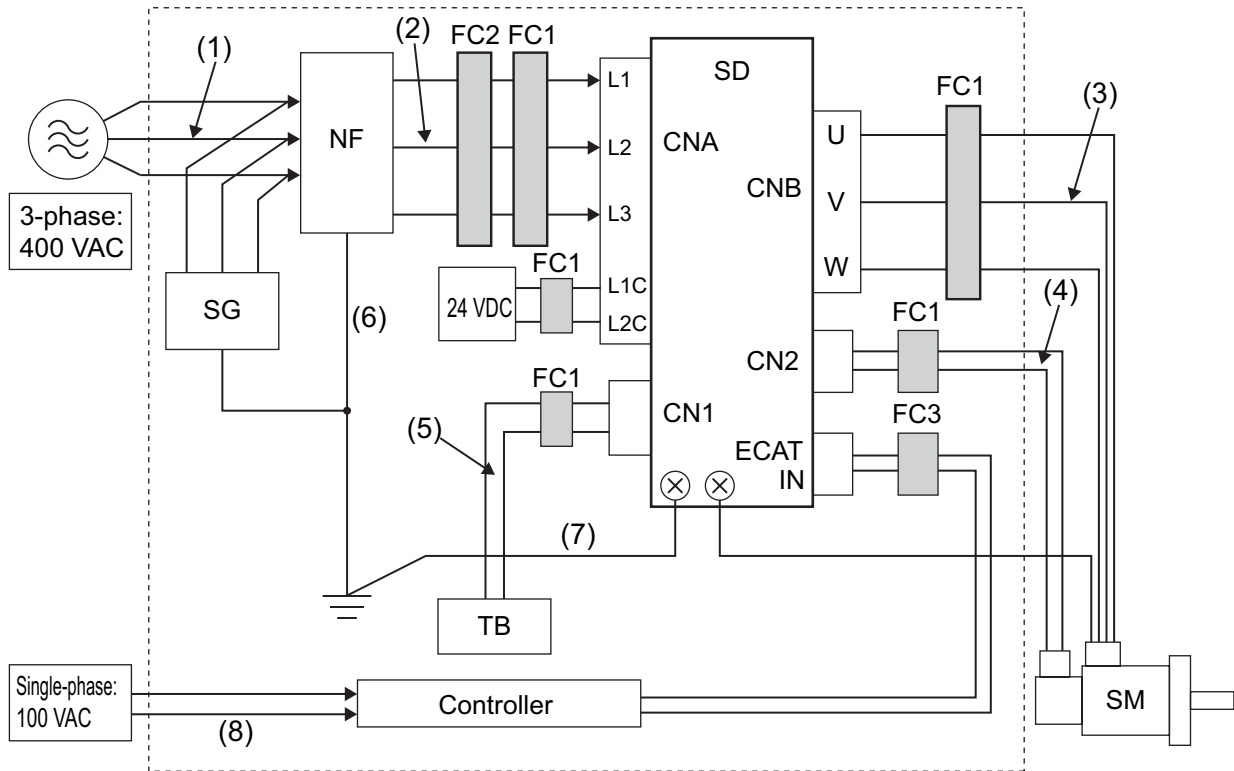 (1)
(2)
FC2
FC1
SD
NF
L1
CNA
FC1
(3)
U
L2
CNB
V
3-phase:
400 VAC
L3
W
FC1
SG
24 VDC
L1C
L2C
(6)
(4)
FC1
CN2
FC1
CN1
(5)
FC3
ECAT
IN
(7)
TB
Single-phase:
100 VAC
Controller
(8)
SM